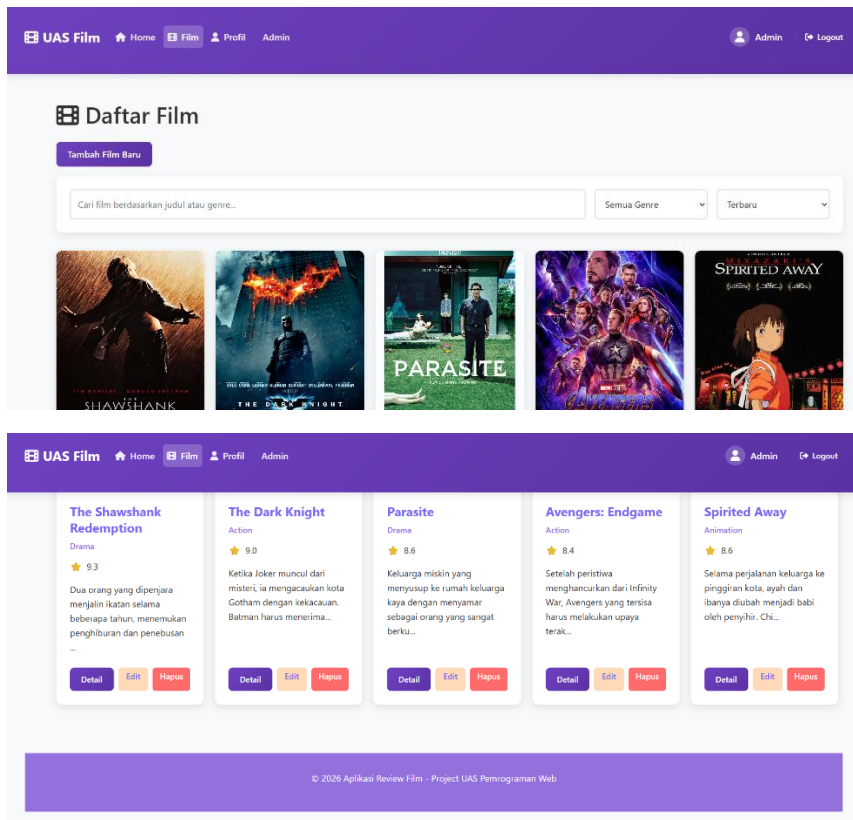 UAS Film Home Film Profil Admin Admin Logout
Daftar Film
Tambah Film Baru
Cari film berdasarkan judul atau genre... Semua Genre Terbaru
TIM ROBBINS MORGAN FREEMAN
THE
SHAWSHANK
THE DARK KNIGHT
PARASITE
AVENGERS
MIYAZAKI'S
SPIRITED AWAY
UAS Film Home Film Profil Admin Admin Logout
The Shawshank
Redemption
Drama
9.3
Dua orang yang dipenjara
menjalin ikatan selama
beberapa tahun, menemukan
penghiburan dan penebusan
...
Detail Edit Hapus
The Dark Knight
Action
9.0
Ketika Joker muncul dari
misteri, ia mengacaukan kota
Gotham dengan kekacauan.
Batman harus menerima...
Detail Edit Hapus
Parasite
Drama
8.6
Keluarga miskin yang
menyusup ke rumah keluarga
kaya dengan menyamar
sebagai orang yang sangat
berku...
Detail Edit Hapus
Avengers: Endgame
Action
8.4
Setelah peristiwa
menghancurkan dari Infinity
War, Avengers yang tersisa
harus melakukan upaya
terak...
Detail Edit Hapus
Spirited Away
Animation
8.6
Selama perjalanan keluarga ke
pinggiran kota, ayah dan
ibanya diubah menjadi babi
oleh penyihir. Chi...
Detail Edit Hapus
© 2026 Aplikasi Review Film - Project UAS Pemrograman Web